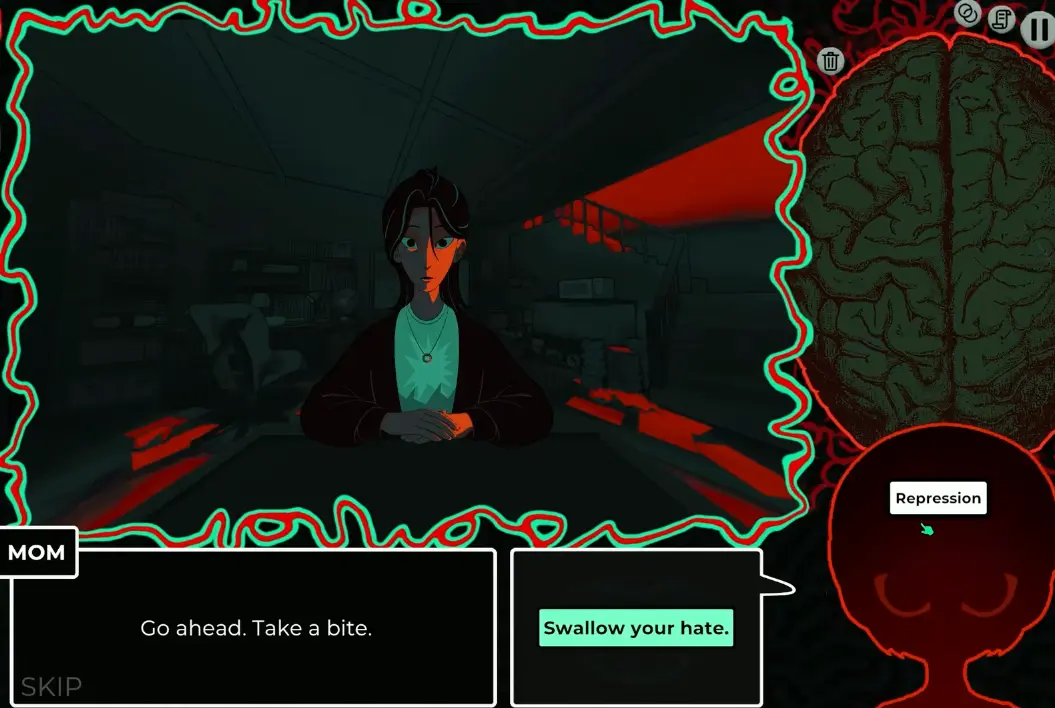 Repression
MOM
Go ahead. Take a bite.
Swallow your hate.
SKIP